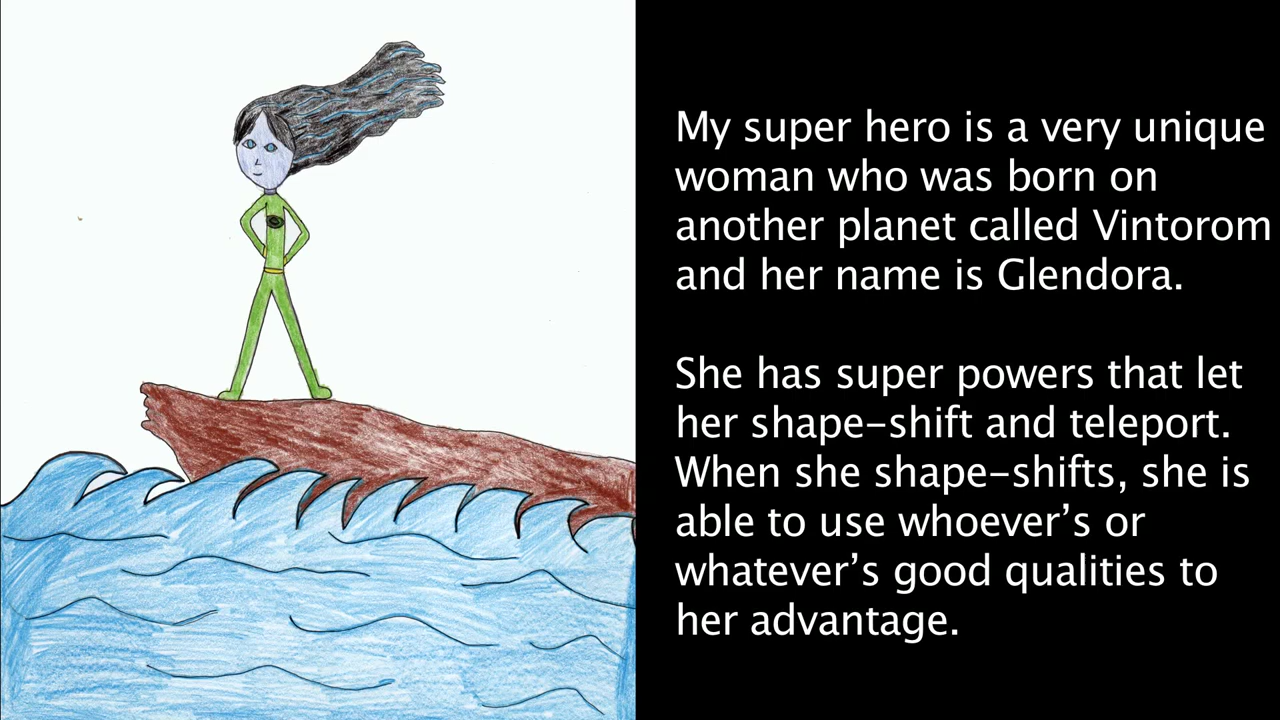 My super hero is a very unique
woman who was born on
another planet called Vintorom
and her name is Glendora.
She has super powers that let
her shape-shift and teleport.
When she shape-shifts, she is
able to use whoever’s or
whatever’s good qualities to
her advantage.